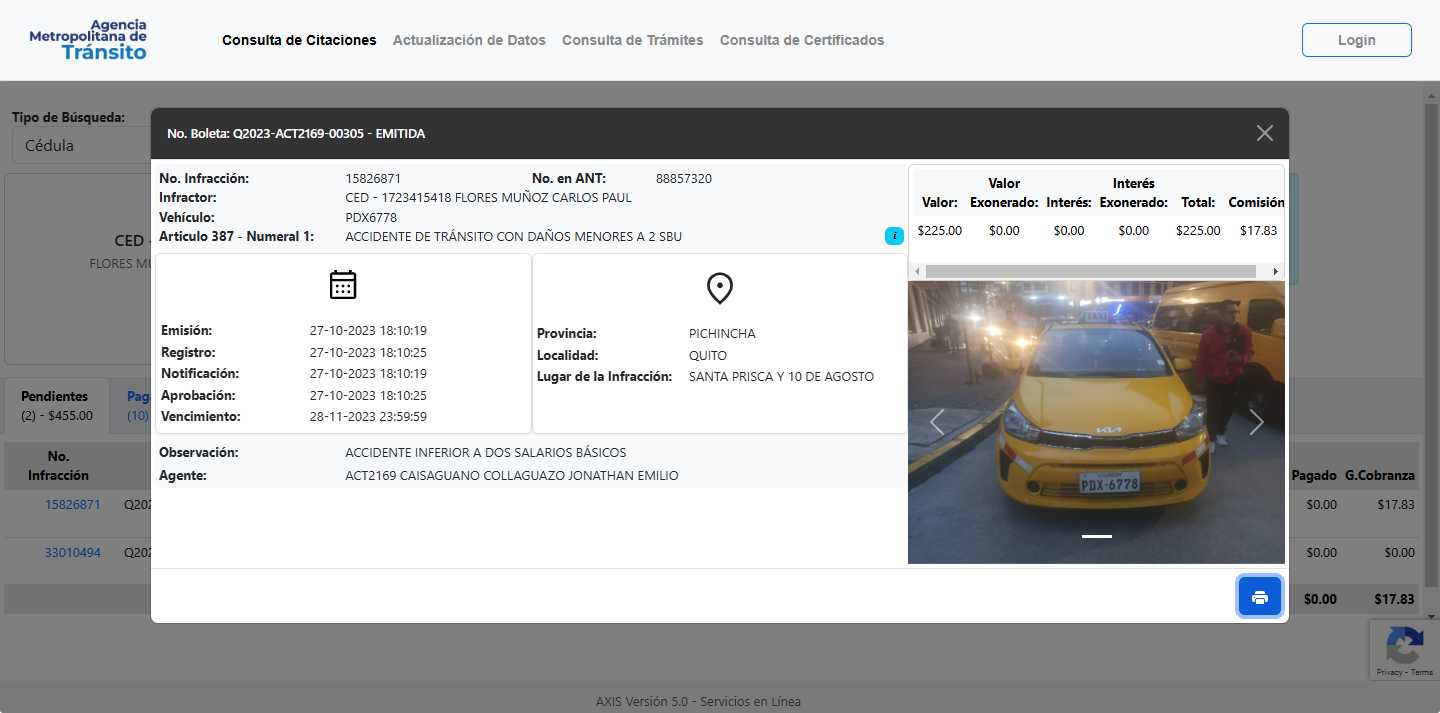 Agencia
Metropolitana de
Tránsito
Consulta de Citaciones Actualización de Datos Consulta de Trámites Consulta de Certificados
Login
Tipo de Búsqueda:
Cédula
CED -
FLORES MU
No. Boleta: Q2023-ACT2169-00305 - EMITIDA
No. Infracción: 15826871 No. en ANT: 88857320
Infractor: CED - 1723415418 FLORES MUÑOZ CARLOS PAUL
Vehículo: PDX6778
Articulo 387 - Numeral 1: ACCIDENTE DE TRÁNSITO CON DAÑOS MENORES A 2 SBU
i
Emisión: 27-10-2023 18:10:19
Registro: 27-10-2023 18:10:25
Notificación: 27-10-2023 18:10:19
Aprobación: 27-10-2023 18:10:25
Vencimiento: 28-11-2023 23:59:59
Provincia: PICHINCHA
Localidad: QUITO
Lugar de la Infracción: SANTA PRISCA Y 10 DE AGOSTO
Observación: ACCIDENTE INFERIOR A DOS SALARIOS BÁSICOS
Agente: ACT2169 CAISAGUANO COLLAGUAZO JONATHAN EMILIO
Valor: Valor Exonerado: Interés: Interés Exonerado: Total: Comisión
$225.00 $0.00 $0.00 $0.00 $225.00 $17.83
TAXI
KIA
PDX-6778
Pendientes
(2) - $455.00
Pag
(10)
No.
Infracción
Pagado G.Cobranza
15826871 Q202 $0.00 $17.83
33010494 Q202 $0.00 $0.00
$0.00 $17.83
Privacy - Terms
AXIS Versión 5.0 - Servicios en Línea